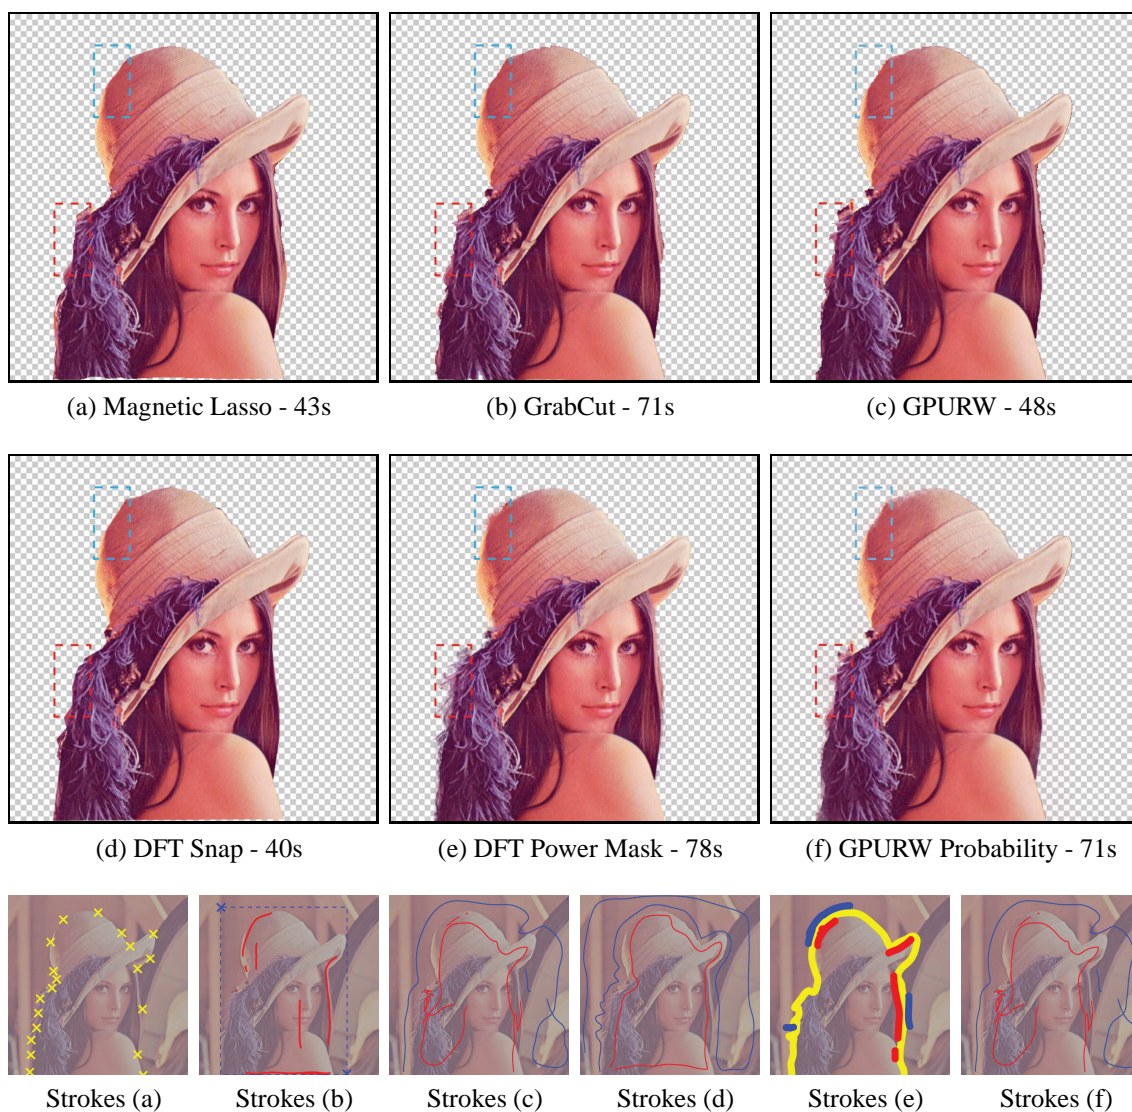 (a) Magnetic Lasso - 43s
(b) GrabCut - 71s
(c) GPURW - 48s
(d) DFT Snap - 40s
(e) DFT Power Mask - 78s
(f) GPURW Probability - 71s
Strokes (a)
Strokes (b)
Strokes (c)
Strokes (d)
Strokes (e)
Strokes (f)